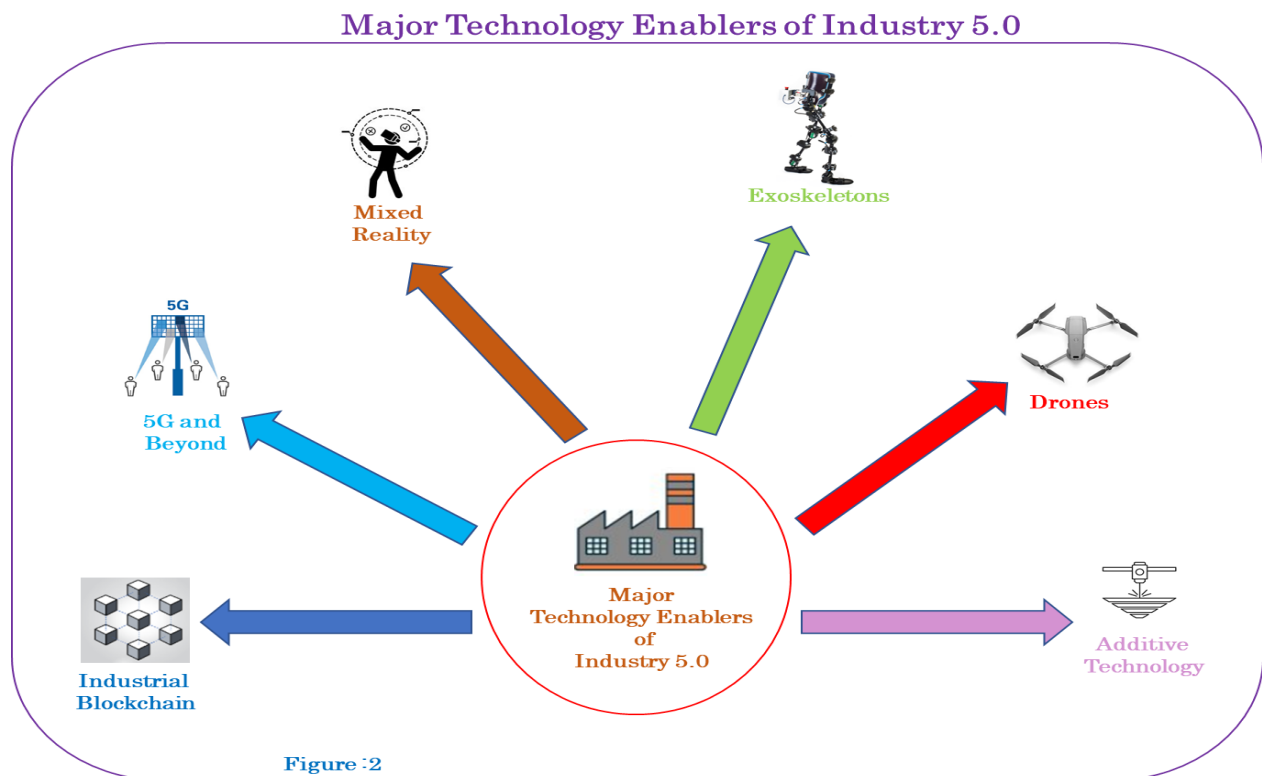 Major Technology Enablers of Industry 5.0
Mixed
Reality
Exoskeletons
5G
5G and
Beyond
Drones
Major
Technology Enablers
of
Industry 5.0
Industrial
Blockchain
Additive
Technology
Figure :2